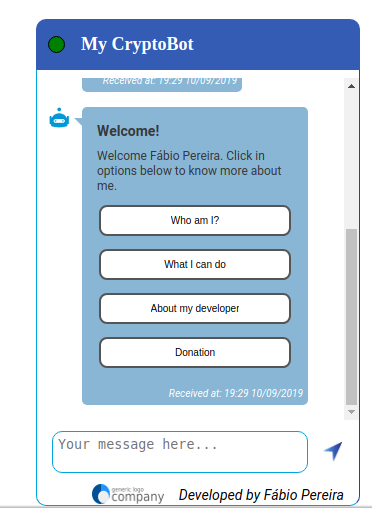 My CryptoBot
Received at: 19:29 10/09/2019
Welcome!
Welcome Fábio Pereira. Click in
options below to know more about
me.
Who am I?
What I can do
About my developer
Donation
Received at: 19:29 10/09/2019
Your message here...
generic logo
company
Developed by Fábio Pereira